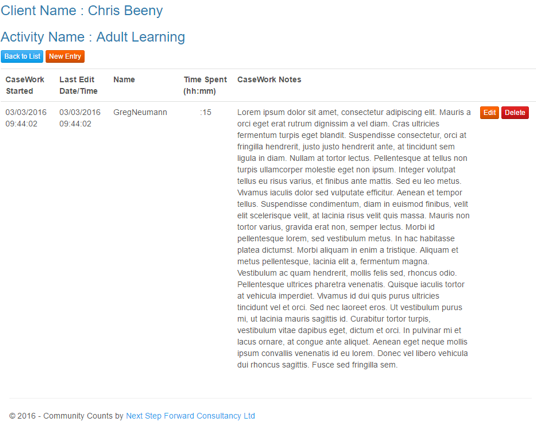 Client Name : Chris Beeny
Activity Name : Adult Learning
Back to List New Entry
CaseWork Started Last Edit Date/Time Name Time Spent (hh:mm) CaseWork Notes
03/03/2016 09:44:02 03/03/2016 09:44:02 GregNeumann :15 Edit Delete
Lorem ipsum dolor sit amet, consectetur adipiscing elit. Mauris a
orci eget erat rutrum dignissim a vel diam. Cras ultricies
fermentum turpis eget blandit. Suspendisse consectetur, orci at
fringilla hendrerit, justo justo hendrerit ante, at tincidunt sem
ligula in diam. Nullam at tortor lectus. Pellentesque at tellus non
turpis ullamcorper molestie eget non ipsum. Integer volutpat
tellus eu risus varius, et finibus ante mattis. Sed eu leo metus.
Vivamus iaculis dolor sed vulputate efficitur. Aenean et tempor
tellus. Suspendisse condimentum, diam in euismod finibus, velit
elit scelerisque velit, at lacinia risus velit quis massa. Mauris non
tortor varius, gravida erat non, semper lectus. Morbi id
pellentesque lorem, sed vestibulum metus. In hac habitasse
platea dictumst. Morbi aliquam in enim a tristique. Aliquam et
metus pellentesque, lacinia elit a, fermentum magna.
Vestibulum ac quam hendrerit, mollis felis sed, rhoncus odio.
Pellentesque ultrices pharetra venenatis. Quisque iaculis tortor
at vehicula imperdiet. Vivamus id dui quis purus ultricies
tincidunt vel et orci. Sed nec laoreet eros. Ut vestibulum purus
mi, ut lacinia mauris sagittis id. Curabitur tortor turpis,
vestibulum vitae dapibus eget, dictum et orci. In pulvinar mi et
lacus ornare, at congue ante aliquet. Aenean eget neque mollis
ipsum convallis venenatis id eu lorem. Donec vel libero vehicula
dui rhoncus sagittis. Fusce sed fringilla sem.
© 2016 - Community Counts by Next Step Forward Consultancy Ltd